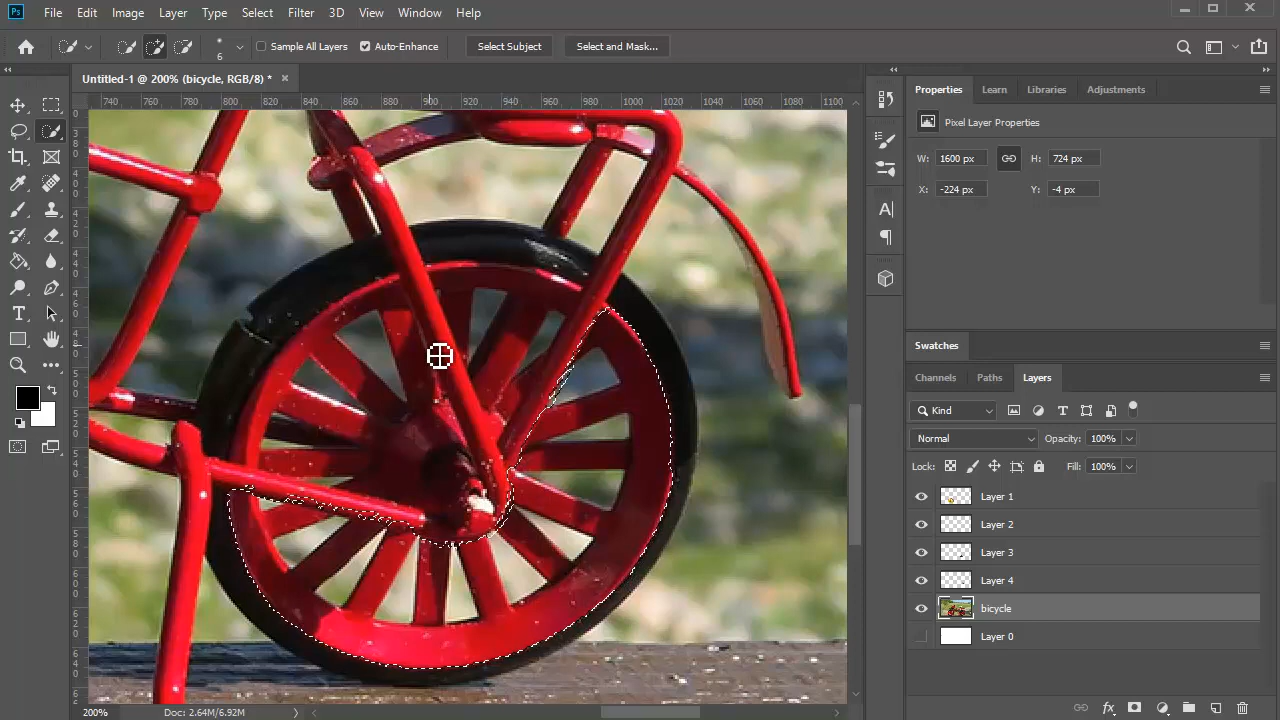 Ps File Edit Image Layer Type Select Filter 3D View Window Help
6 Sample All Layers Auto-Enhance Select Subject Select and Mask...
Untitled-1 @ 200% (bicycle, RGB/8) *
740 760 780 800 820 840 860 880 900 920 940 960 980 1000 1020 1040 1060 1080 1100
Properties Learn Libraries Adjustments
Pixel Layer Properties
W: 1600 px H: 724 px
X: -224 px Y: -4 px
Swatches
Channels Paths Layers
Kind
Normal Opacity: 100%
Lock: Fill: 100%
Layer 1
Layer 2
Layer 3
Layer 4
bicycle
Layer 0
200% Doc: 2.64M/6.92M